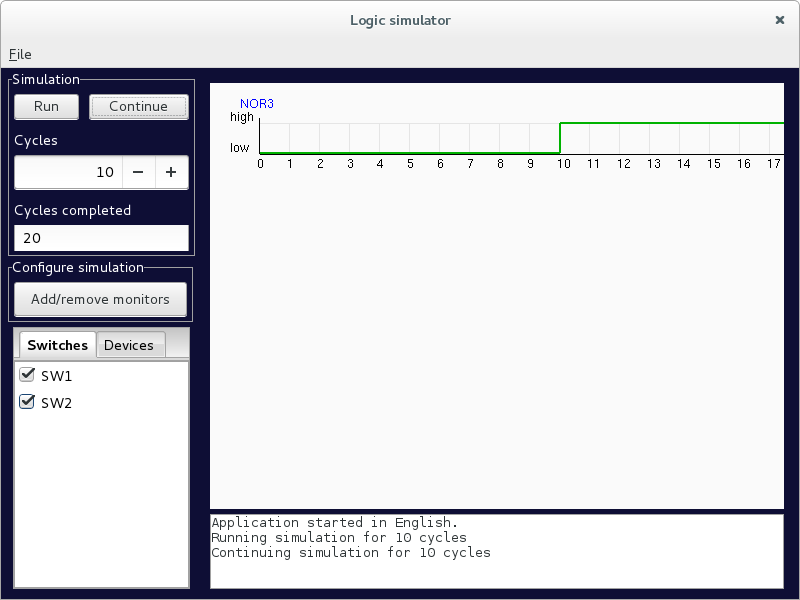 Logic simulator
File
Simulation
Run Continue
Cycles
10 − +
Cycles completed
20
Configure simulation
Add/remove monitors
Switches Devices
SW1
SW2
NOR3
high
low
0 1 2 3 4 5 6 7 8 9 10 11 12 13 14 15 16 17
Application started in English.
Running simulation for 10 cycles
Continuing simulation for 10 cycles